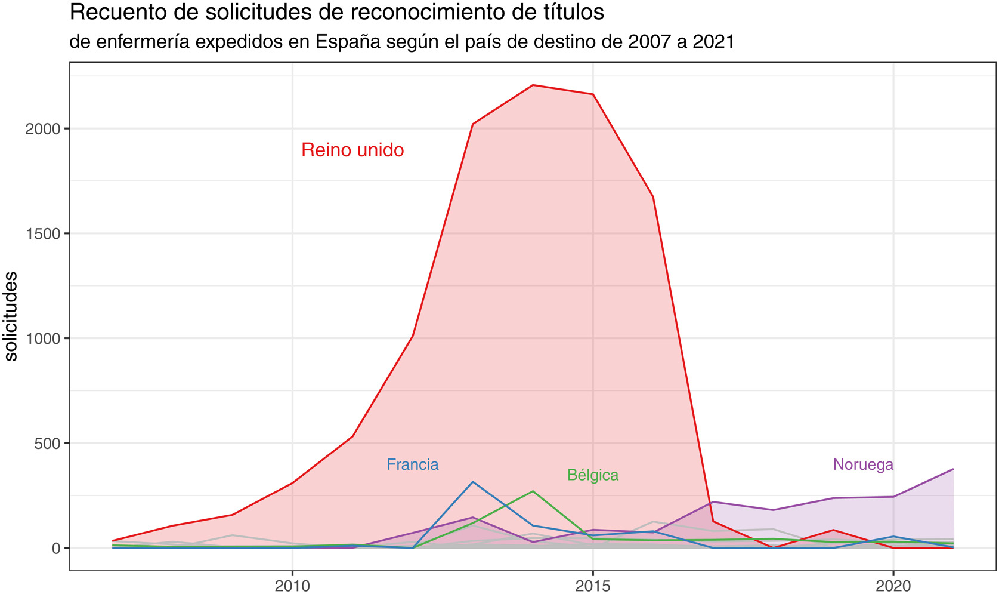 Recuento de solicitudes de reconocimiento de títulos
de enfermería expedidos en España según el país de destino de 2007 a 2021
solicitudes
2000
1500
1000
500
0
Reino unido
Francia
Bélgica
Noruega
2010
2015
2020